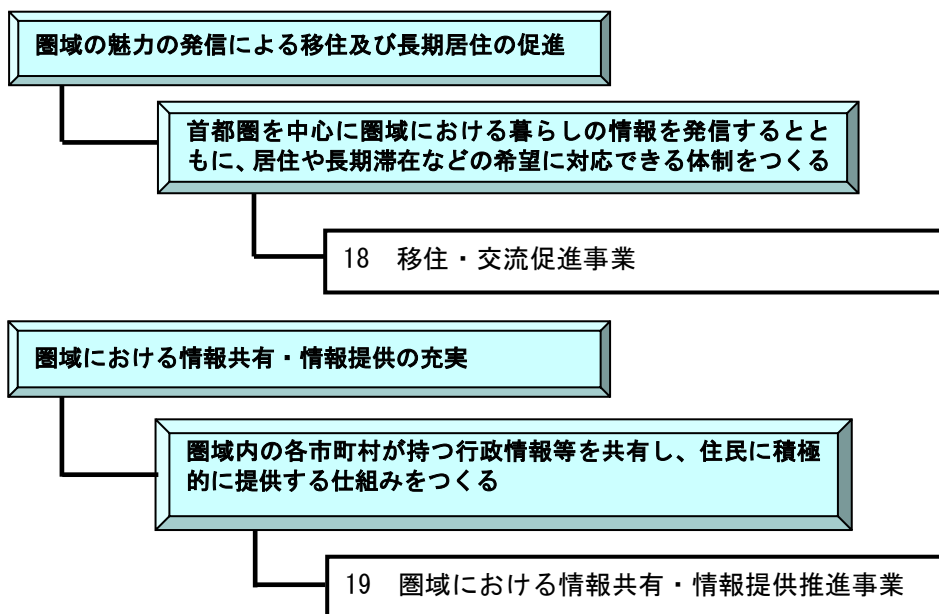 圏域の魅力の発信による移住及び長期居住の促進
首都圏を中心に圏域における暮らしの情報を発信するとと
もに、居住や長期滞在などの希望に対応できる体制をつくる
18　移住・交流促進事業
圏域における情報共有・情報提供の充実
圏域内の各市町村が持つ行政情報等を共有し、住民に積極
的に提供する仕組みをつくる
19　圏域における情報共有・情報提供推進事業